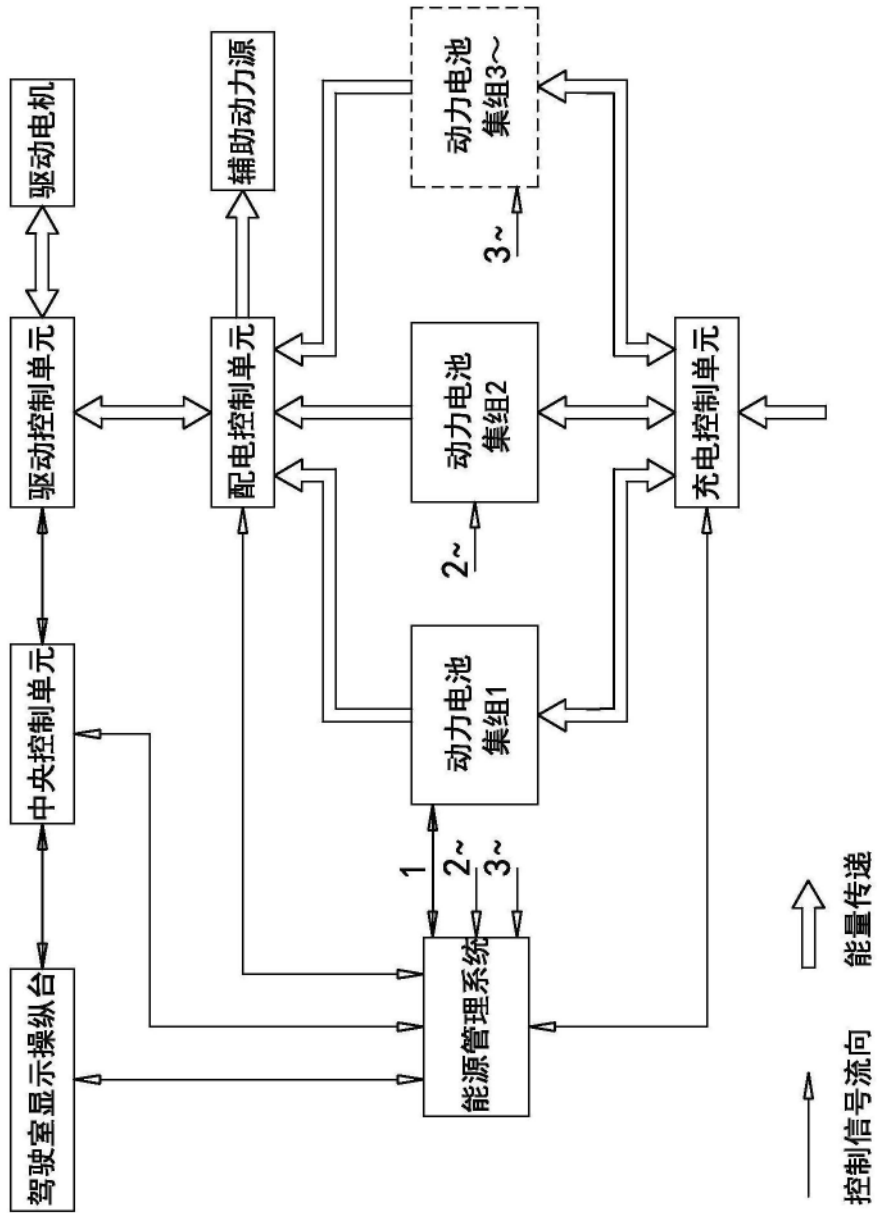 驾驶室显示操纵台
中央控制单元
驱动控制单元
驱动电机
配电控制单元
辅助动力源
能源管理系统
1
2~
3~
动力电池
集组1
2~
动力电池
集组2
3~
动力电池
集组3~
充电控制单元
控制信号流向
能量传递